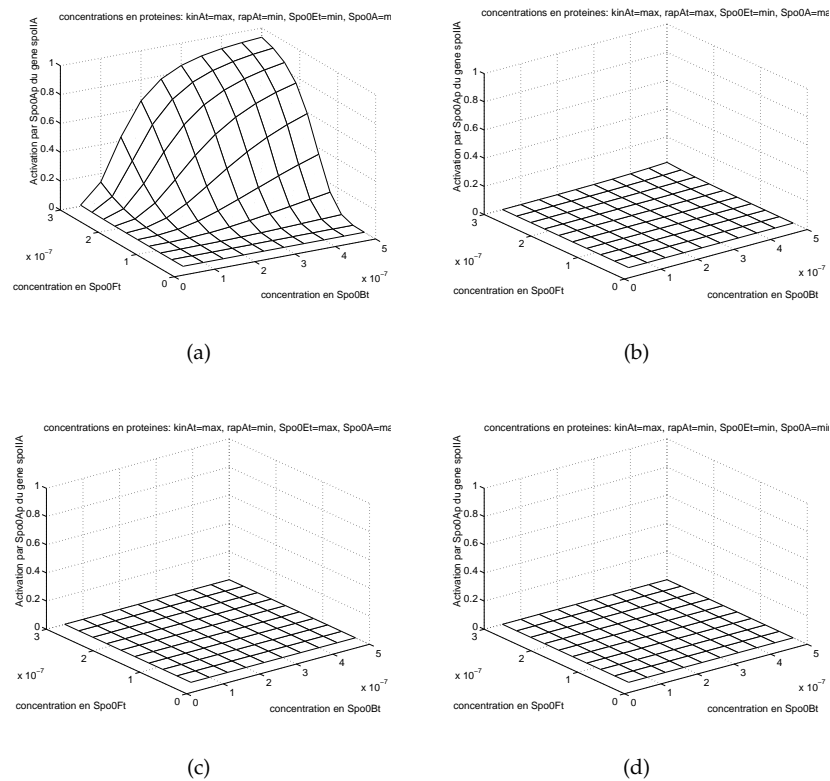 concentrations en proteines: kinAt=max, rapAt=min, Spo0Et=min, Spo0A=m
Activation par Spo0Ap du gene spoIIA
1
0.8
0.6
0.4
0.2
0
3
2
1
0
x 10⁻⁷
concentration en Spo0Ft
0
1
2
3
4
5
x 10⁻⁷
concentration en Spo0Bt
(a)
concentrations en proteines: kinAt=max, rapAt=max, Spo0Et=min, Spo0A=ma
Activation par Spo0Ap du gene spoIIA
1
0.8
0.6
0.4
0.2
0
3
2
1
0
x 10⁻⁷
concentration en Spo0Ft
0
1
2
3
4
5
x 10⁻⁷
concentration en Spo0Bt
(b)
concentrations en proteines: kinAt=max, rapAt=min, Spo0Et=max, Spo0A=ma
Activation par Spo0Ap du gene spoIIA
1
0.8
0.6
0.4
0.2
0
3
2
1
0
x 10⁻⁷
concentration en Spo0Ft
0
1
2
3
4
5
x 10⁻⁷
concentration en Spo0Bt
(c)
concentrations en proteines: kinAt=max, rapAt=min, Spo0Et=min, Spo0A=min
Activation par Spo0Ap du gene spoIIA
1
0.8
0.6
0.4
0.2
0
3
2
1
0
x 10⁻⁷
concentration en Spo0Ft
0
1
2
3
4
5
x 10⁻⁷
concentration en Spo0Bt
(d)